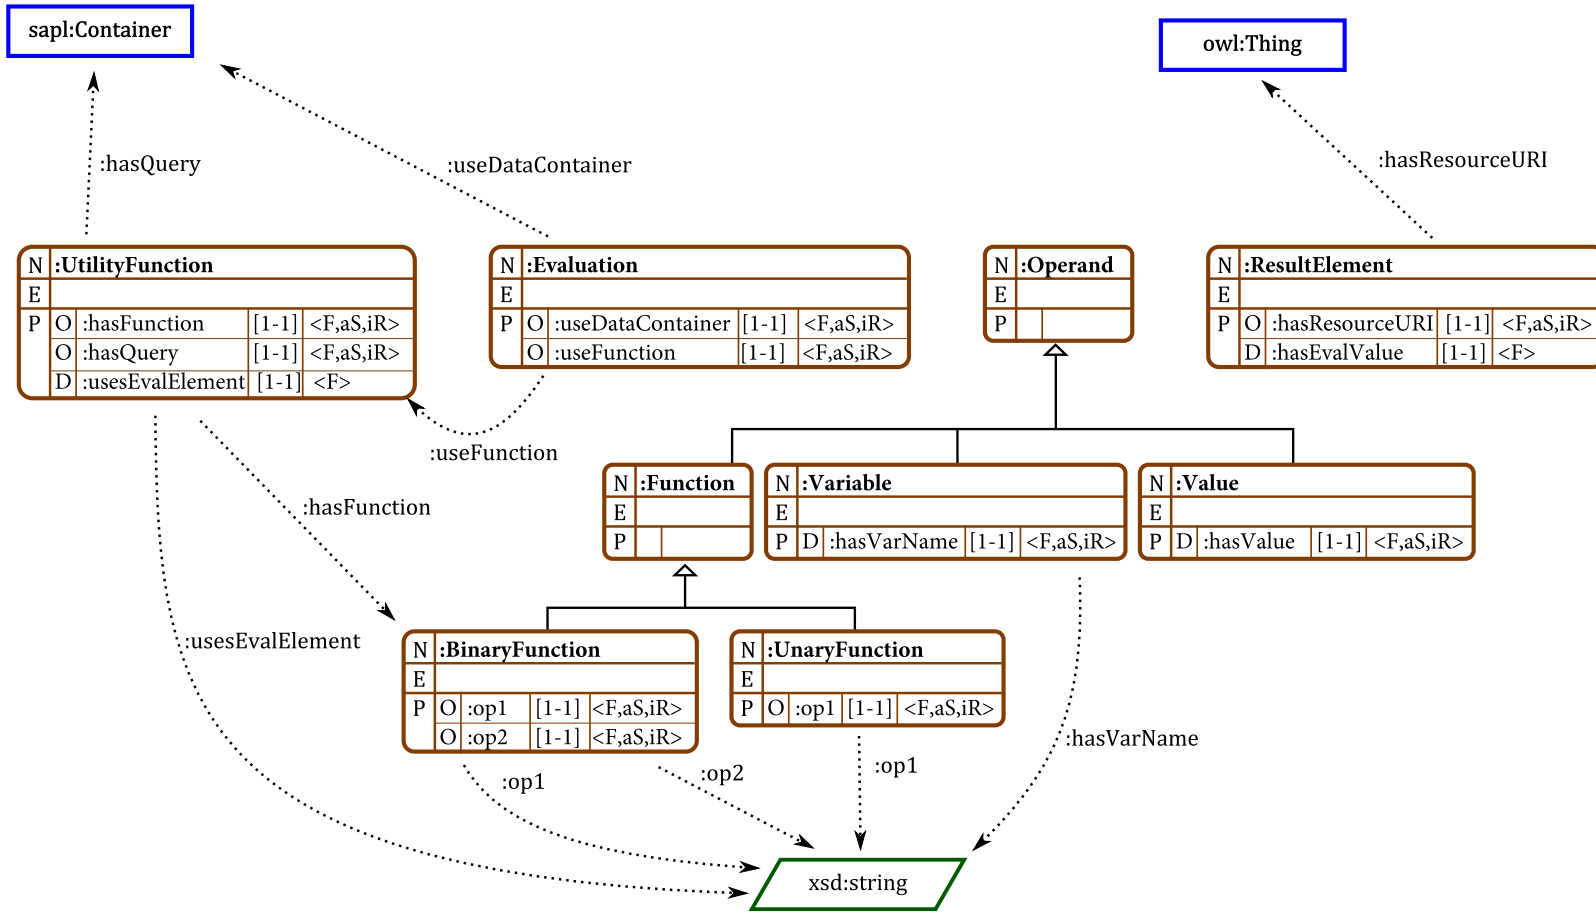 sapl:Container
owl:Thing
:hasQuery
:useDataContainer
:hasResourceURI
N :UtilityFunction
E
P O :hasFunction [1-1] <F,aS,iR>
O :hasQuery [1-1] <F,aS,iR>
D :usesEvalElement [1-1] <F>
N :Evaluation
E
P O :useDataContainer [1-1] <F,aS,iR>
O :useFunction [1-1] <F,aS,iR>
N :Operand
E
P
N :ResultElement
E
P O :hasResourceURI [1-1] <F,aS,iR>
D :hasEvalValue [1-1] <F>
:useFunction
:hasFunction
N :Function
E
P
N :Variable
E
P D :hasVarName [1-1] <F,aS,iR>
N :Value
E
P D :hasValue [1-1] <F,aS,iR>
:usesEvalElement
N :BinaryFunction
E
P O :op1 [1-1] <F,aS,iR>
O :op2 [1-1] <F,aS,iR>
N :UnaryFunction
E
P O :op1 [1-1] <F,aS,iR>
:hasVarName
:op1
:op2
:op1
xsd:string